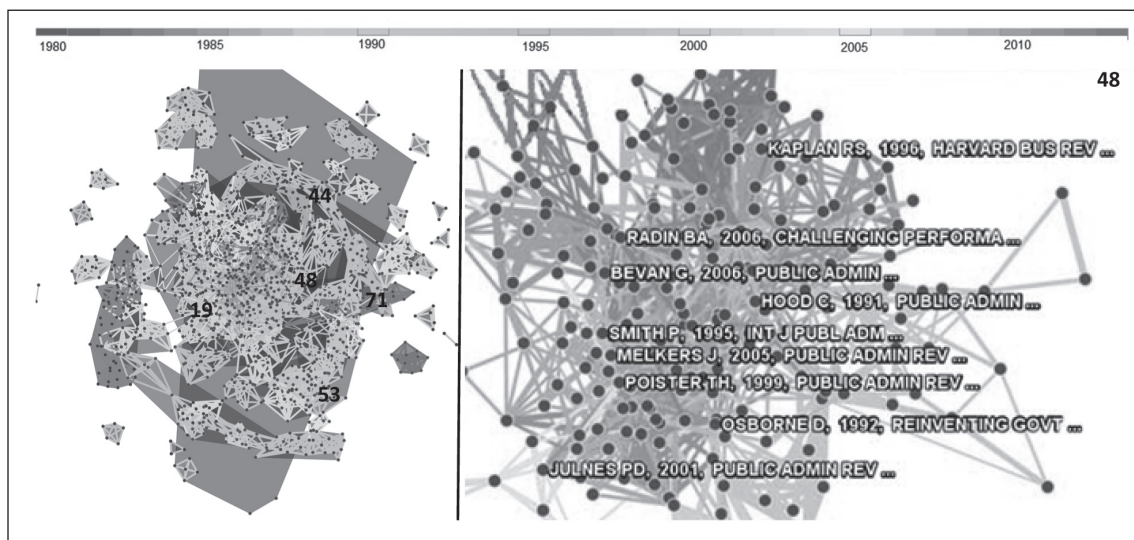 1980 1985 1990 1995 2000 2005 2010
48
KAPLAN RS, 1996, HARVARD BUS REV ...
44
RADIN BA, 2006, CHALLENGING PERFORMA ...
48
BEVAN G, 2006, PUBLIC ADMIN ...
71
HOOD C, 1991, PUBLIC ADMIN ...
19
SMITH P, 1995, INT J PUBL ADM ...
MELKERS J, 2005, PUBLIC ADMIN REV ...
POISTER TH, 1999, PUBLIC ADMIN REV ...
53
OSBORNE D, 1992, REINVENTING GOVT ...
JULNES PD, 2001, PUBLIC ADMIN REV ...